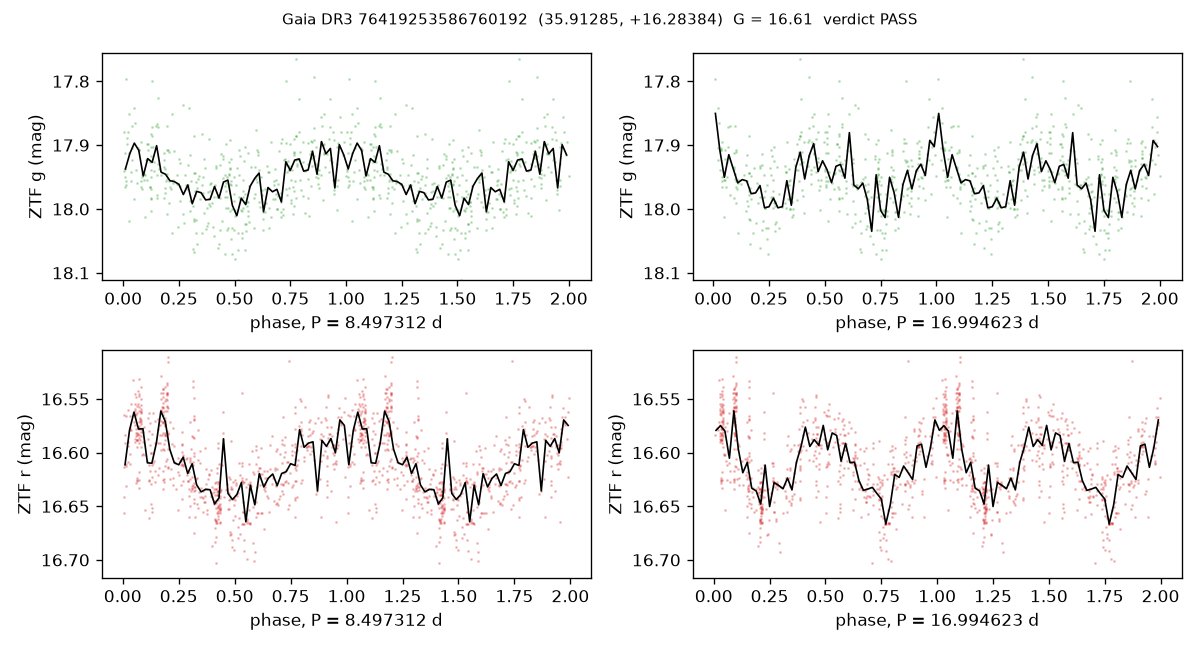 Gaia DR3 76419253586760192 (35.91285, +16.28384) G = 16.61 verdict PASS
ZTF g (mag)
17.8
17.9
18.0
18.1
0.00 0.25 0.50 0.75 1.00 1.25 1.50 1.75 2.00
phase, P = 8.497312 d
ZTF g (mag)
17.8
17.9
18.0
18.1
0.00 0.25 0.50 0.75 1.00 1.25 1.50 1.75 2.00
phase, P = 16.994623 d
ZTF r (mag)
16.55
16.60
16.65
16.70
0.00 0.25 0.50 0.75 1.00 1.25 1.50 1.75 2.00
phase, P = 8.497312 d
ZTF r (mag)
16.55
16.60
16.65
16.70
0.00 0.25 0.50 0.75 1.00 1.25 1.50 1.75 2.00
phase, P = 16.994623 d